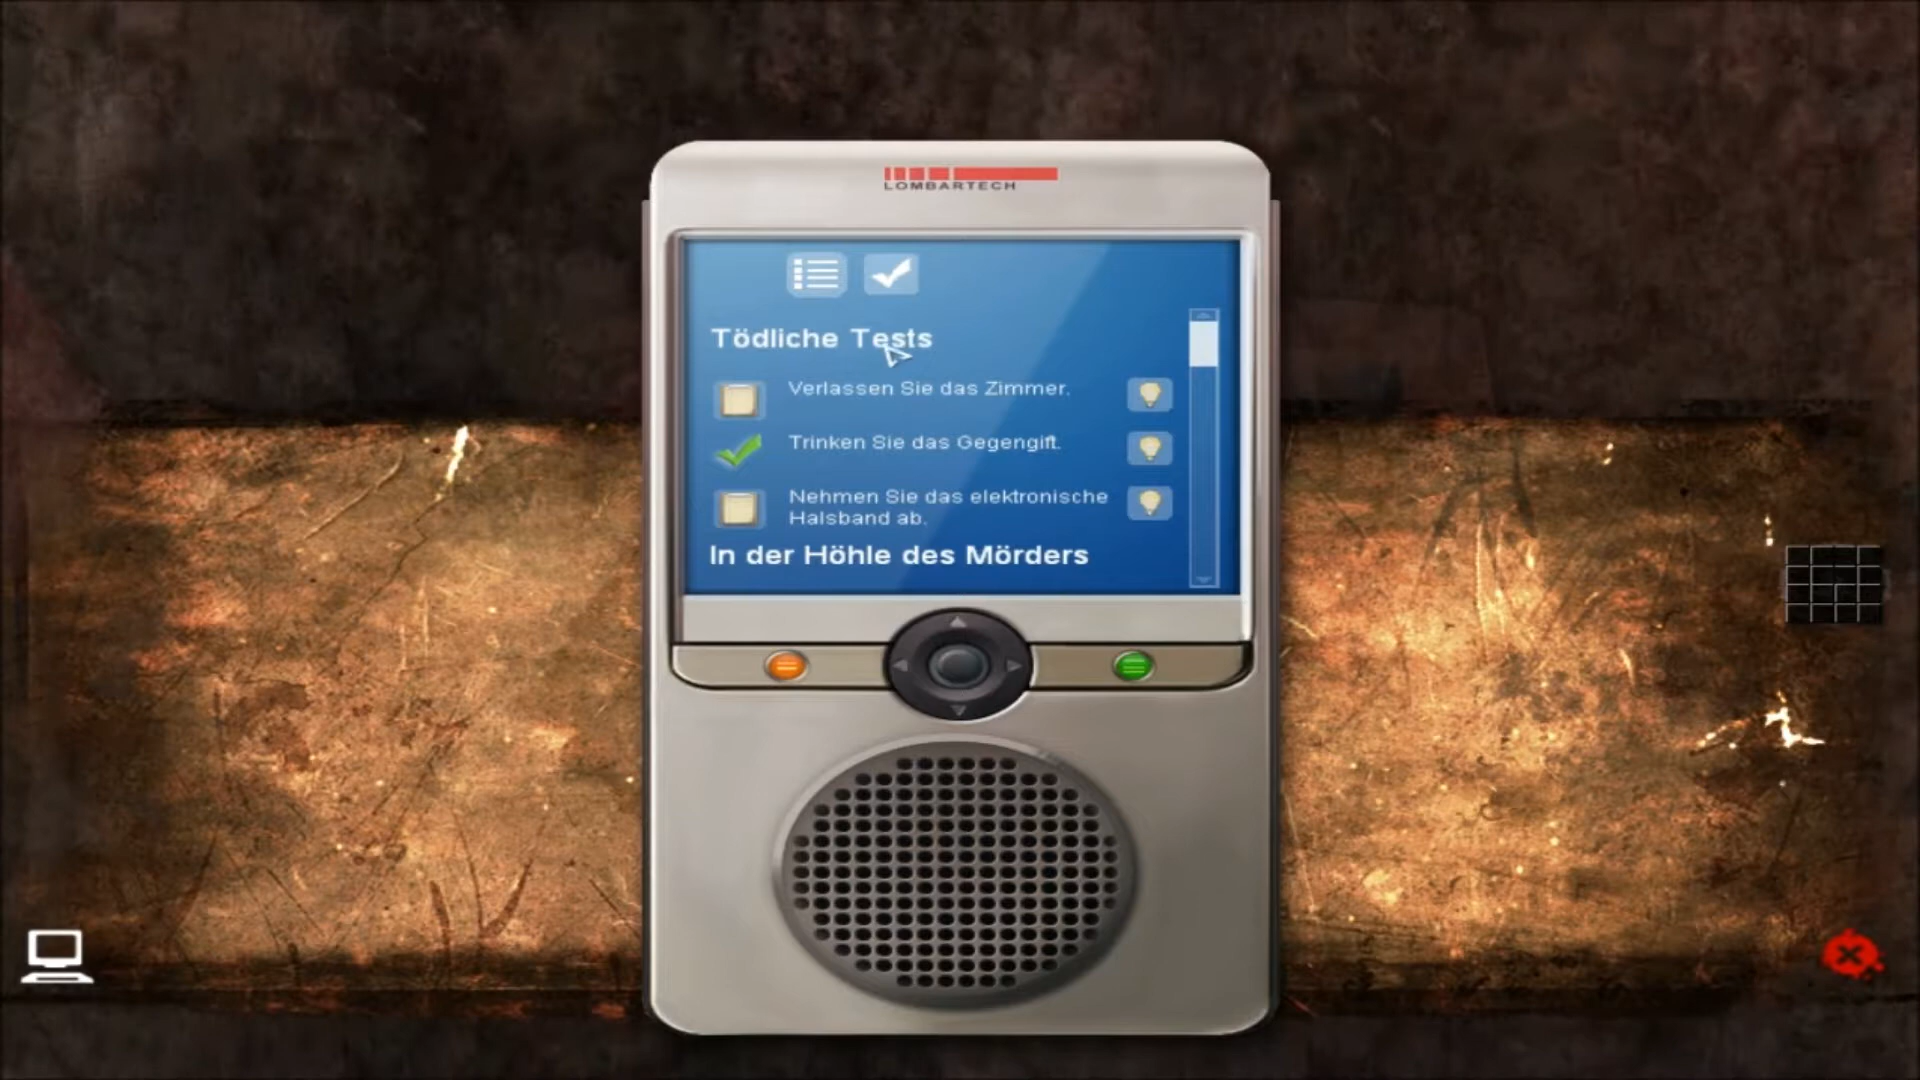 LOMBARTECH
Tödliche Tests
Verlassen Sie das Zimmer.
Trinken Sie das Gegengift.
Nehmen Sie das elektronische
Halsband ab.
In der Höhle des Mörders